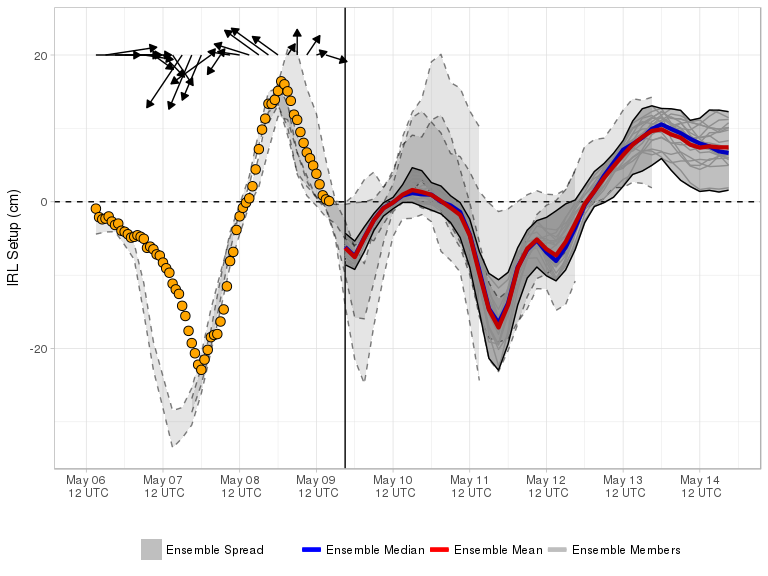 20
0
-20
IRL Setup (cm)
May 06 May 07 May 08 May 09 May 10 May 11 May 12 May 13 May 14
12 UTC 12 UTC 12 UTC 12 UTC 12 UTC 12 UTC 12 UTC 12 UTC 12 UTC
Ensemble Spread Ensemble Median Ensemble Mean Ensemble Members